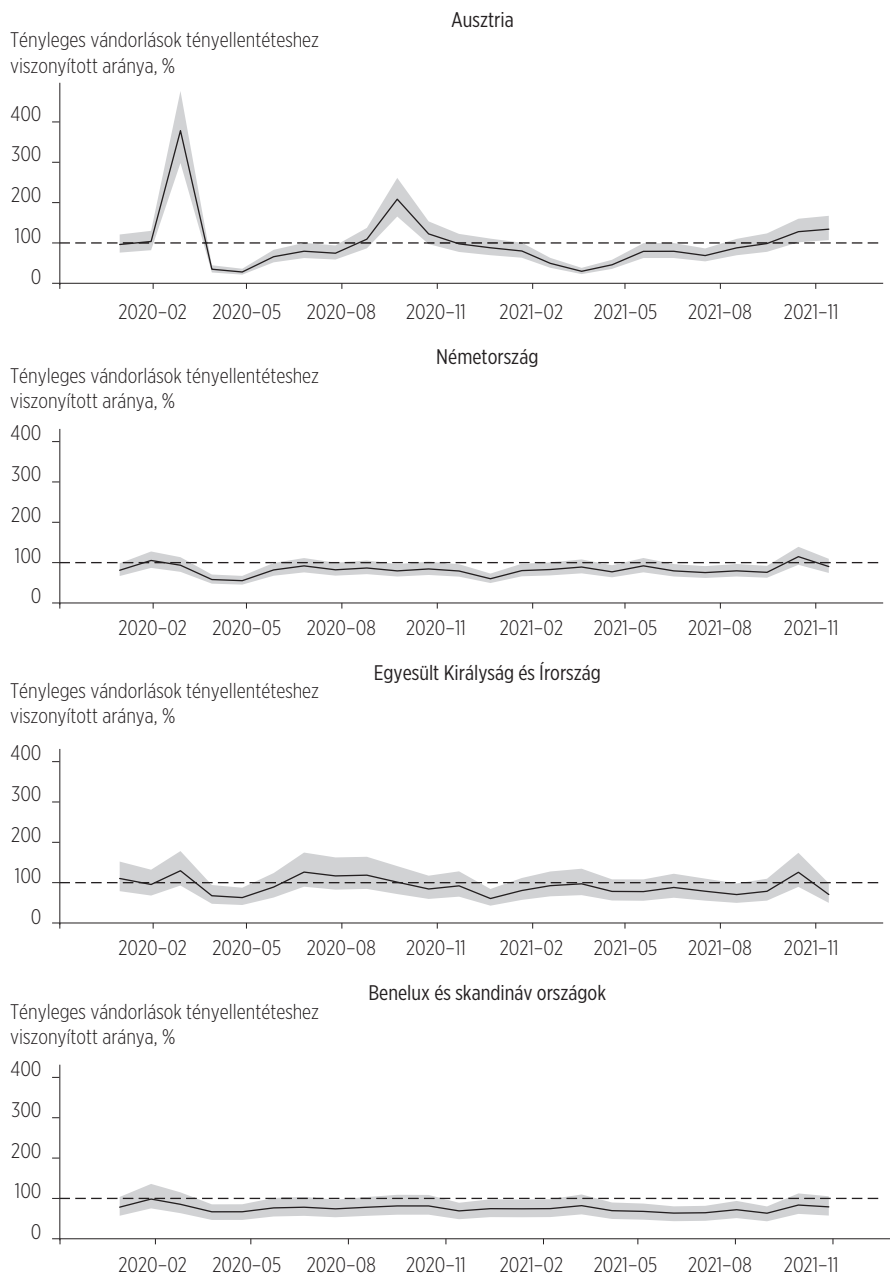 Ausztria
Tényleges vándorlások tényellentéteshez
viszonyított aránya, %
400
300
200
100
0
2020–02 2020–05 2020–08 2020–11 2021–02 2021–05 2021–08 2021–11
Németország
Tényleges vándorlások tényellentéteshez
viszonyított aránya, %
400
300
200
100
0
2020–02 2020–05 2020–08 2020–11 2021–02 2021–05 2021–08 2021–11
Egyesült Királyság és Írország
Tényleges vándorlások tényellentéteshez
viszonyított aránya, %
400
300
200
100
0
2020–02 2020–05 2020–08 2020–11 2021–02 2021–05 2021–08 2021–11
Benelux és skandináv országok
Tényleges vándorlások tényellentéteshez
viszonyított aránya, %
400
300
200
100
0
2020–02 2020–05 2020–08 2020–11 2021–02 2021–05 2021–08 2021–11